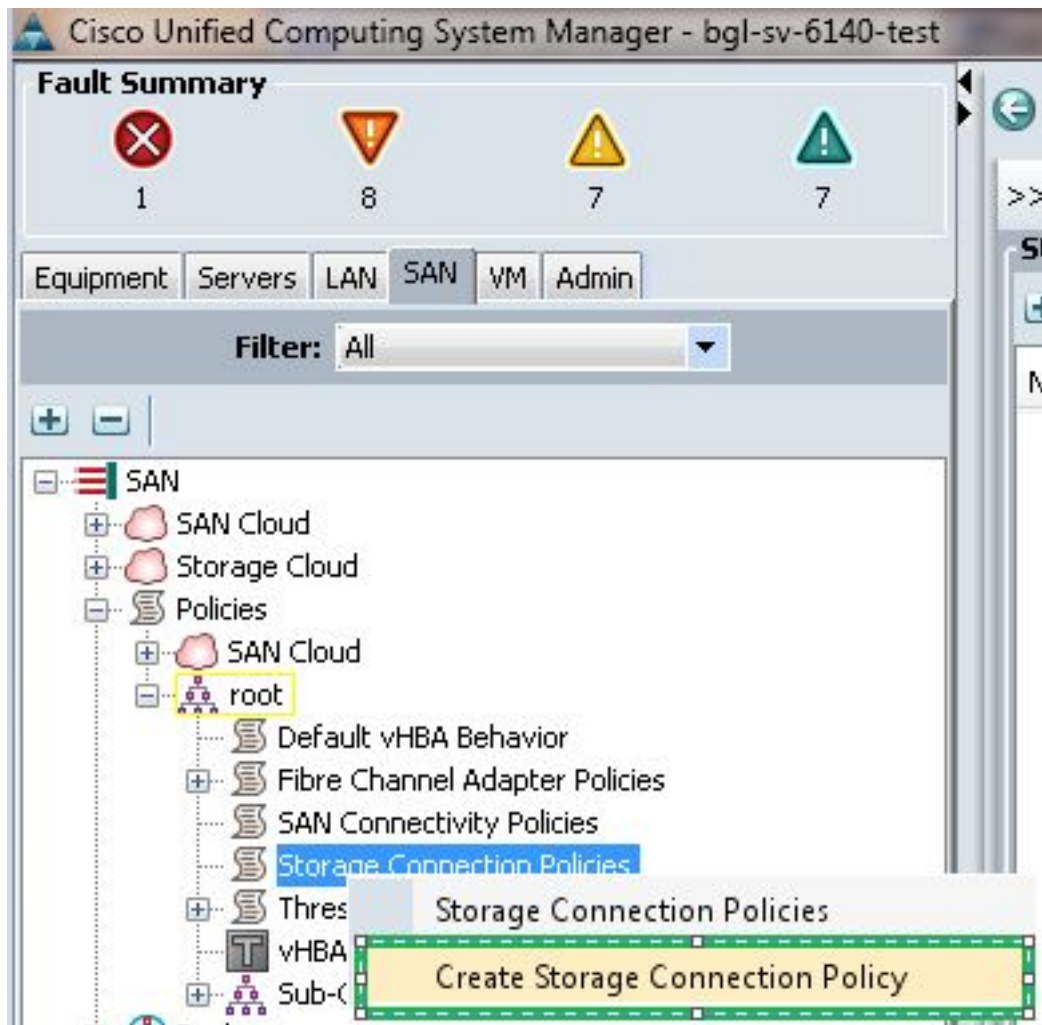 Cisco Unified Computing System Manager - bgl-sv-6140-test
Fault Summary
1 8 7 7
>>
Equipment Servers LAN SAN VM Admin
Filter: All
SAN
SAN Cloud
Storage Cloud
Policies
SAN Cloud
root
Default vHBA Behavior
Fibre Channel Adapter Policies
SAN Connectivity Policies
Storage Connection Policies
Thres
Storage Connection Policies
vHBA
Create Storage Connection Policy
Sub-